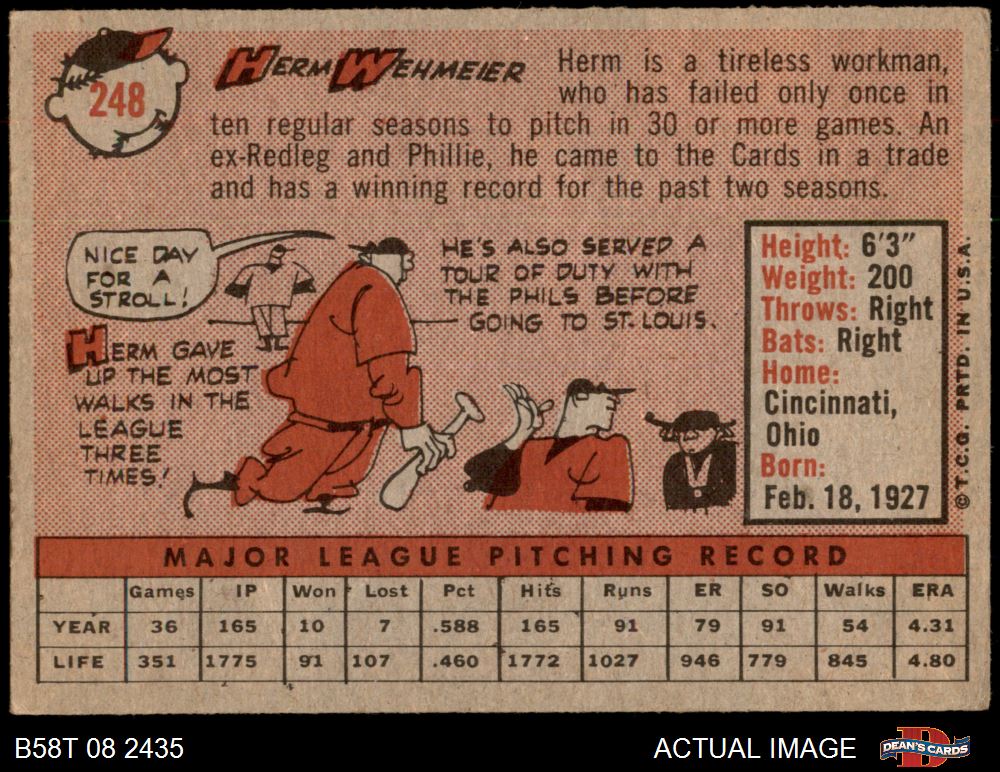 248
HERM WEHMEIER
Herm is a tireless workman,
who has failed only once in
ten regular seasons to pitch in 30 or more games. An
ex-Redleg and Phillie, he came to the Cards in a trade
and has a winning record for the past two seasons.
NICE DAY
FOR A
STROLL!
HERM GAVE
UP THE MOST
WALKS IN THE
LEAGUE
THREE
TIMES!
HE'S ALSO SERVED A
TOUR OF DUTY WITH
THE PHILS BEFORE
GOING TO ST. LOUIS.
Height: 6'3"
Weight: 200
Throws: Right
Bats: Right
Home:
Cincinnati,
Ohio
Born:
Feb. 18, 1927
© T.C.G. PRTD. IN U.S.A.
MAJOR LEAGUE PITCHING RECORD
Games IP Won Lost Pct Hits Runs ER SO Walks ERA
YEAR 36 165 10 7 .588 165 91 79 91 54 4.31
LIFE 351 1775 91 107 .460 1772 1027 946 779 845 4.80
B58T 08 2435
ACTUAL IMAGE
DEAN'S CARDS